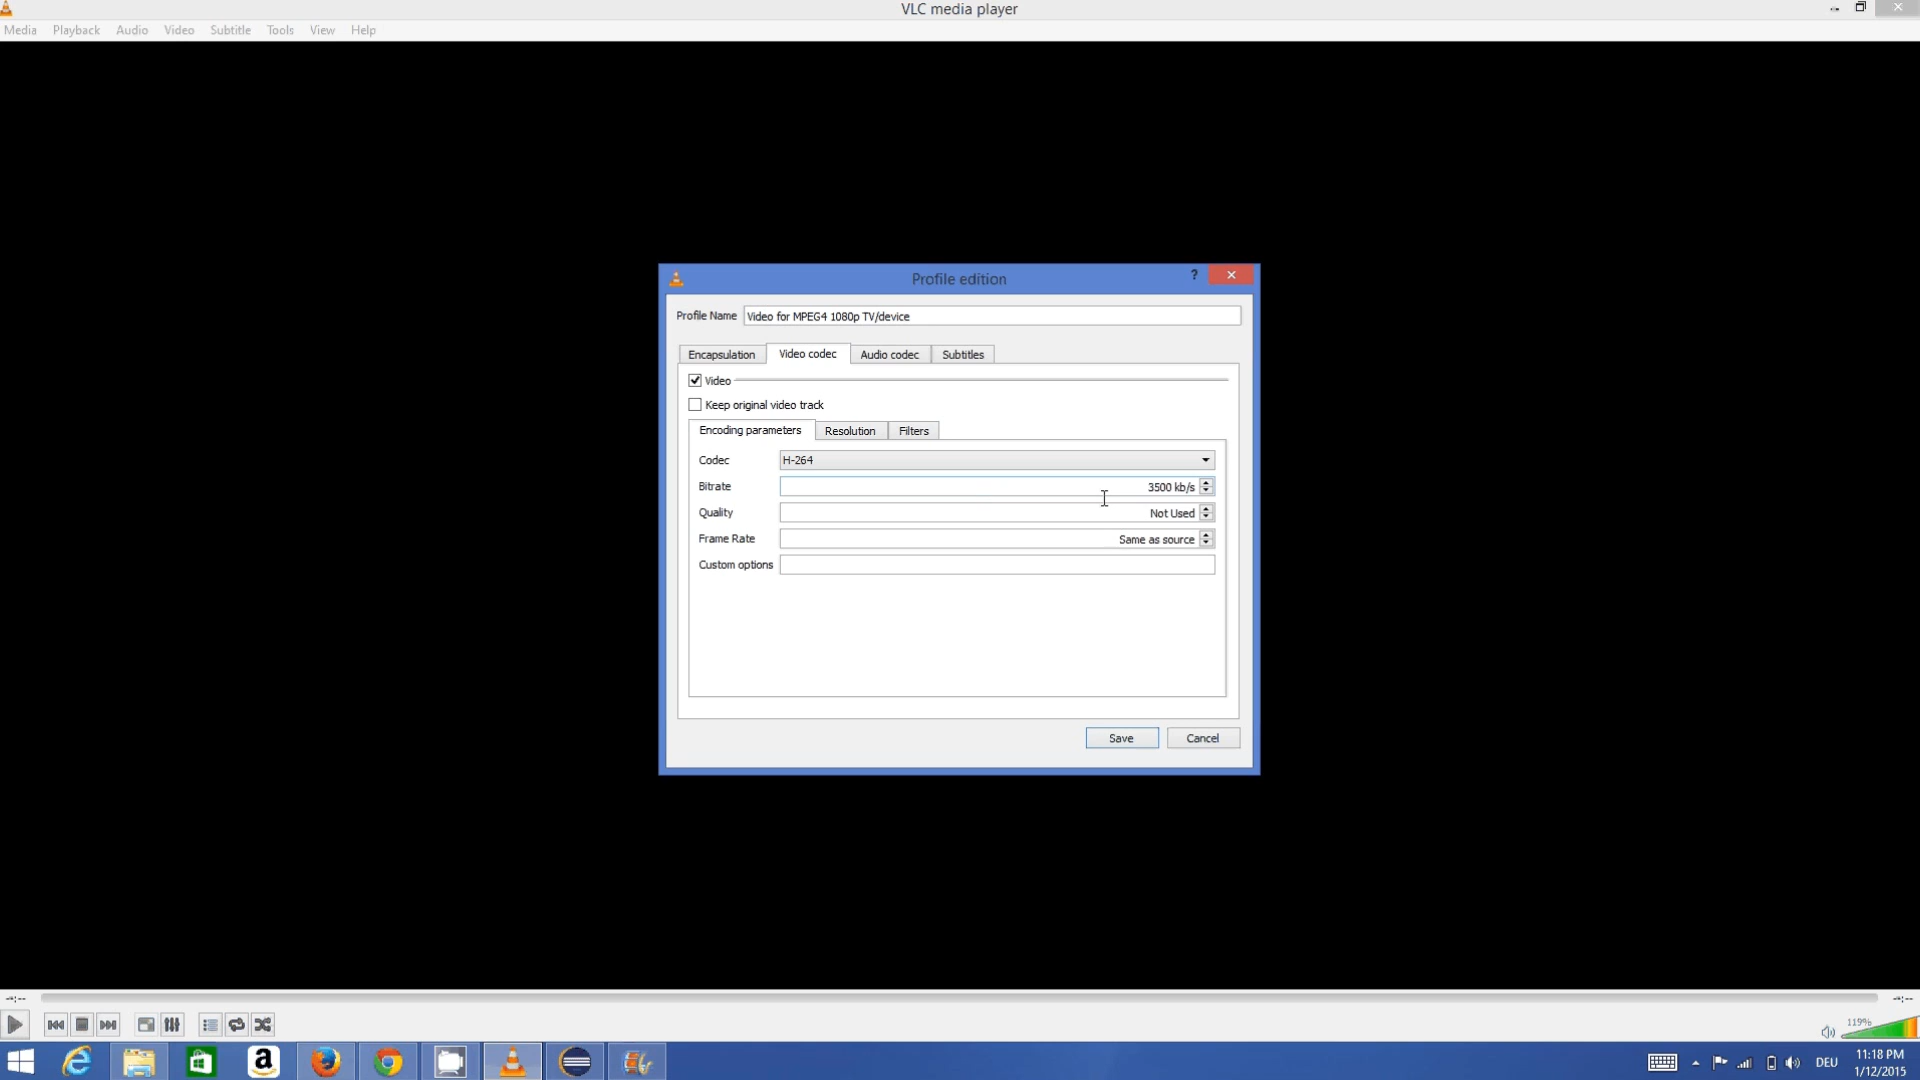 VLC media player
Media Playback Audio Video Subtitle Tools View Help
Profile edition
?
Profile Name Video for MPEG4 1080p TV/device
Encapsulation Video codec Audio codec Subtitles
Video
Keep original video track
Encoding parameters Resolution Filters
Codec H-264
Bitrate 3500 kb/s
Quality Not Used
Frame Rate Same as source
Custom options
Save Cancel
--:-- --:--
119%
DEU
11:18 PM
1/12/2015